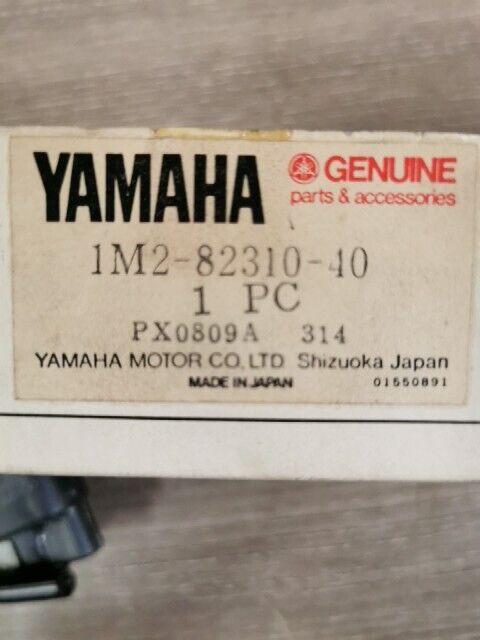 YAMAHA GENUINE
parts & accessories
1M2-82310-40
1 PC
PX0809A 314
YAMAHA MOTOR CO., LTD Shizuoka Japan
MADE IN JAPAN 01550891